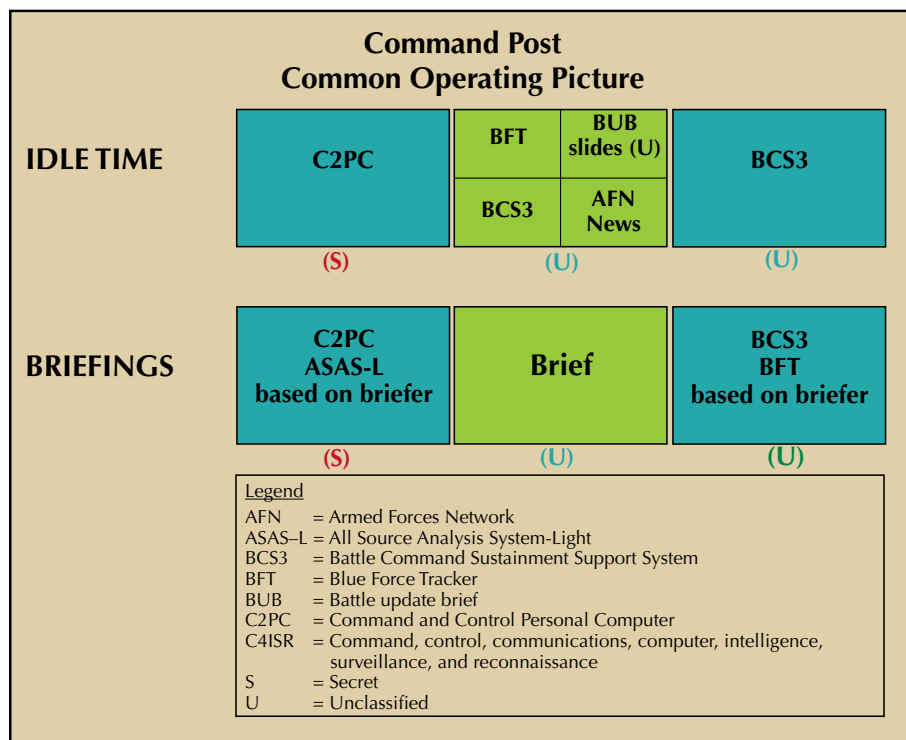 Command Post
Common Operating Picture
IDLE TIME
C2PC
BFT
BUB
slides (U)
BCS3
AFN
News
BCS3
(S)
(U)
(U)
BRIEFINGS
C2PC
ASAS-L
based on briefer
Brief
BCS3
BFT
based on briefer
(S)
(U)
(U)
Legend
AFN = Armed Forces Network
ASAS–L = All Source Analysis System-Light
BCS3 = Battle Command Sustainment Support System
BFT = Blue Force Tracker
BUB = Battle update brief
C2PC = Command and Control Personal Computer
C4ISR = Command, control, communications, computer, intelligence,
surveillance, and reconnaissance
S = Secret
U = Unclassified